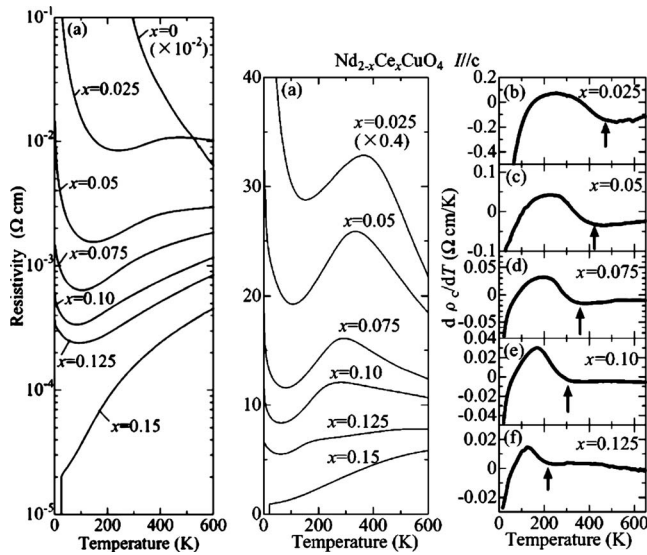 Nd2-xCexCuO4 I//c
(a)
x=0
(×10-2)
x=0.025
x=0.05
x=0.075
x=0.10
x=0.125
x=0.15
Resistivity (Ω cm)
10-1
10-2
10-3
10-4
10-5
0 200 400 600
Temperature (K)
(a)
x=0.025
(×0.4)
x=0.05
x=0.075
x=0.10
x=0.125
x=0.15
40
30
20
10
0
0 200 400 600
Temperature (K)
d ρc/dT (Ω cm/K)
(b) x=0.025
0.2
0
-0.2
-0.4
(c) x=0.05
0.1
0
-0.1
(d) x=0.075
0.05
0
-0.05
(e) x=0.10
0.04
0.02
0
-0.02
-0.04
(f) x=0.125
0.02
0
-0.02
0 200 400 600
Temperature (K)